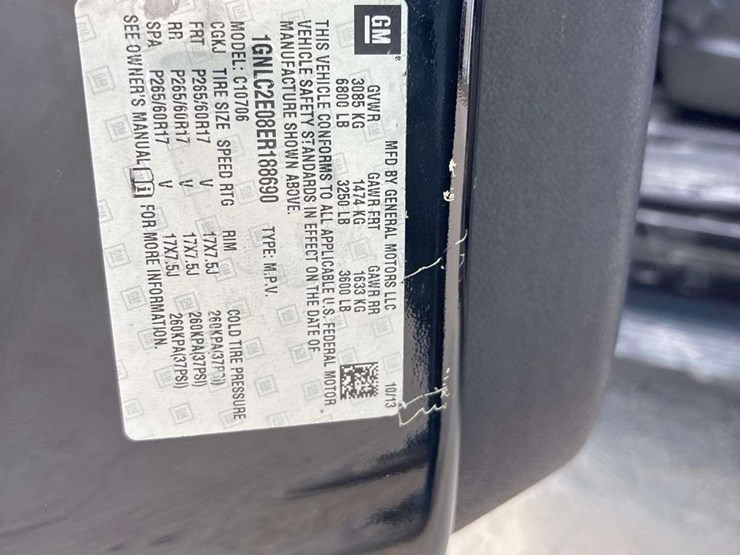 GM
MFD BY GENERAL MOTORS LLC 10/13
GVWR GAWR FRT GAWR RR
3085 KG 1474 KG 1633 KG
6800 LB 3250 LB 3600 LB
THIS VEHICLE CONFORMS TO ALL APPLICABLE U.S. FEDERAL MOTOR
VEHICLE SAFETY STANDARDS IN EFFECT ON THE DATE OF
MANUFACTURE SHOWN ABOVE.
1GNLC2E08ER188690 TYPE: M.P.V.
MODEL: C10706
CGKJ TIRE SIZE SPEED RTG RIM COLD TIRE PRESSURE
FRT P265/60R17 V 17X7.5J 260KPA(37PSI)
RR P265/60R17 V 17X7.5J 260KPA(37PSI)
SPA P265/60R17 V 17X7.5J 260KPA(37PSI)
SEE OWNER'S MANUAL i FOR MORE INFORMATION.